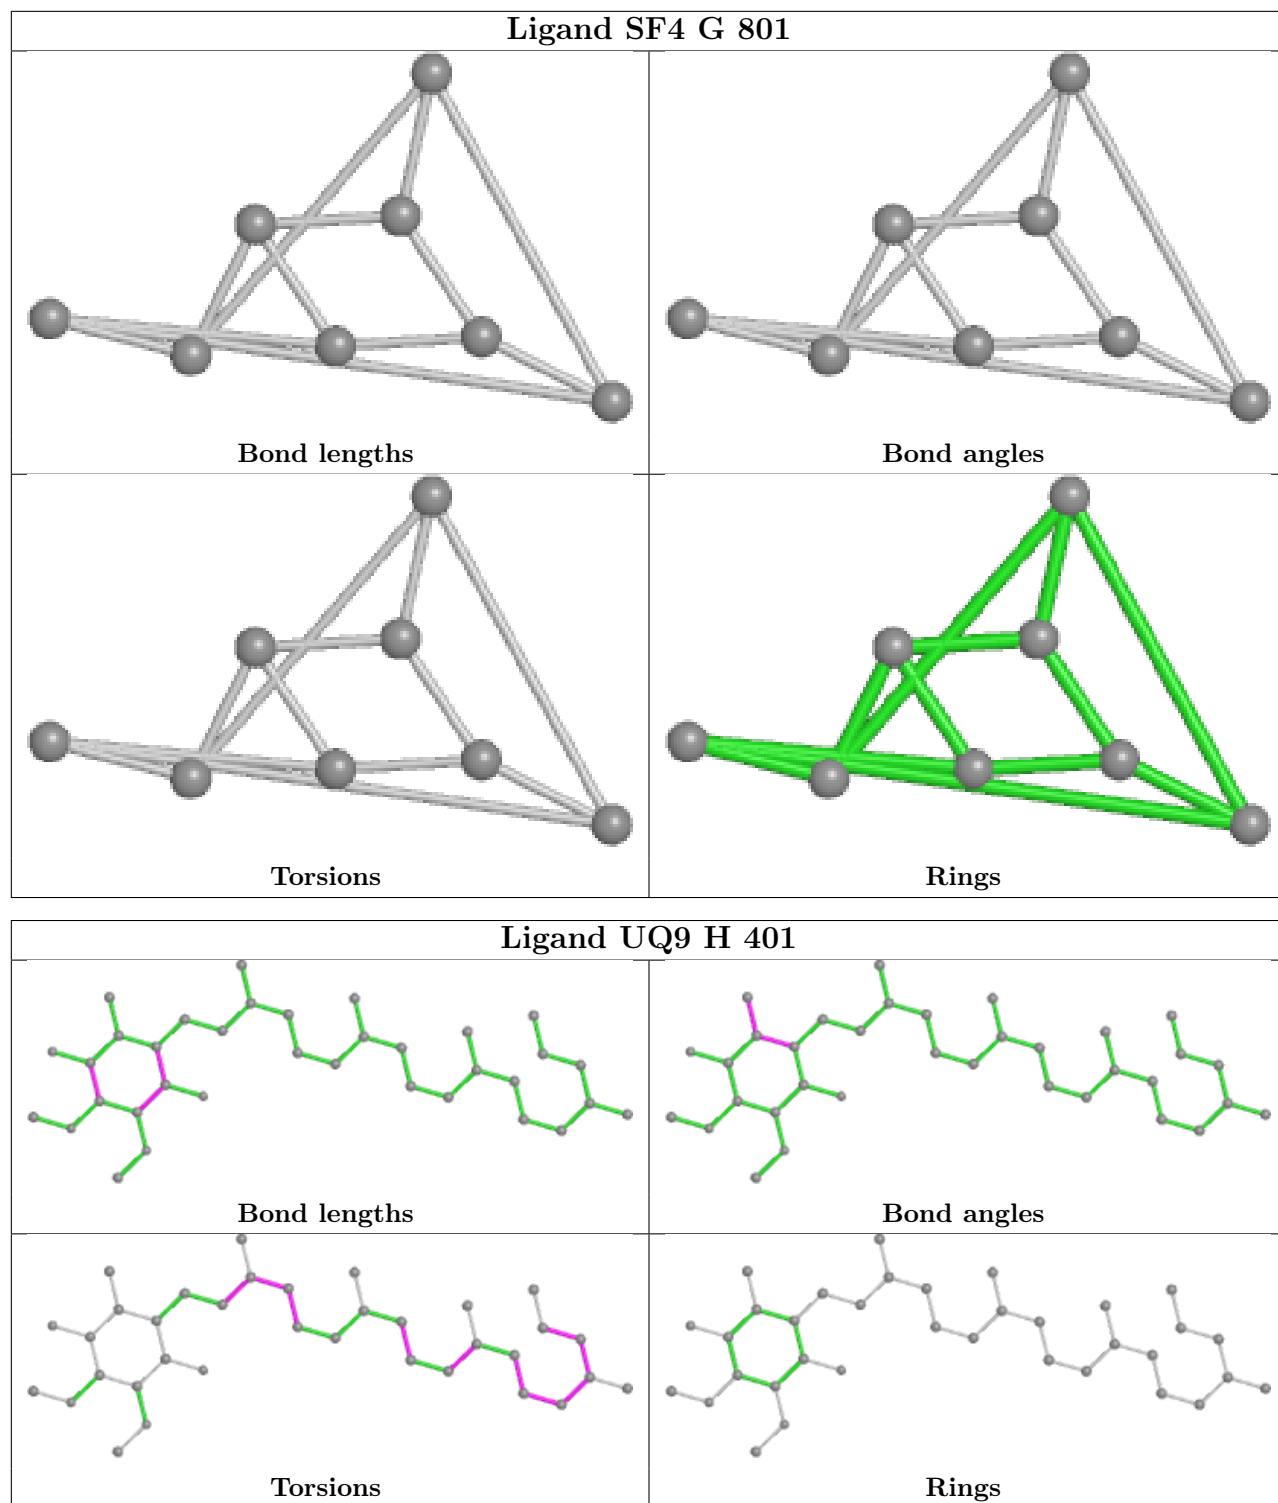 Ligand SF4 G 801
Bond lengths
Bond angles
Torsions
Rings
Ligand UQ9 H 401
Bond lengths
Bond angles
Torsions
Rings